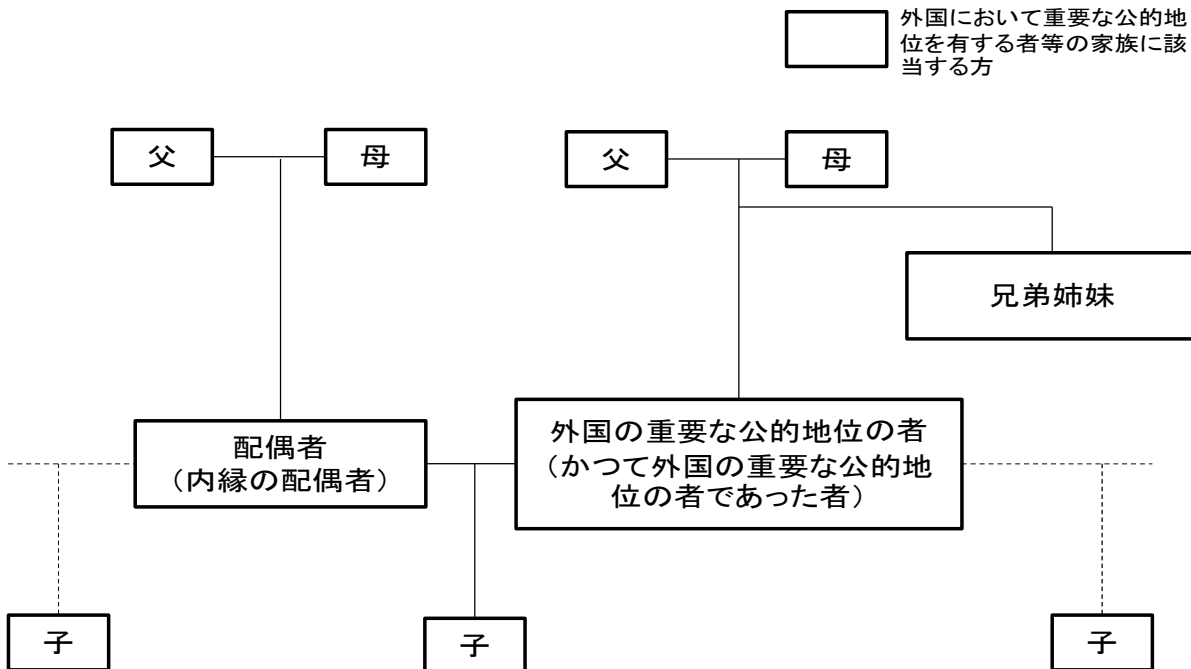 外国において重要な公的地
位を有する者等の家族に該
当する方
父
母
父
母
兄弟姉妹
配偶者
（内縁の配偶者）
外国の重要な公的地位の者
（かつて外国の重要な公的地
位の者であった者）
子
子
子